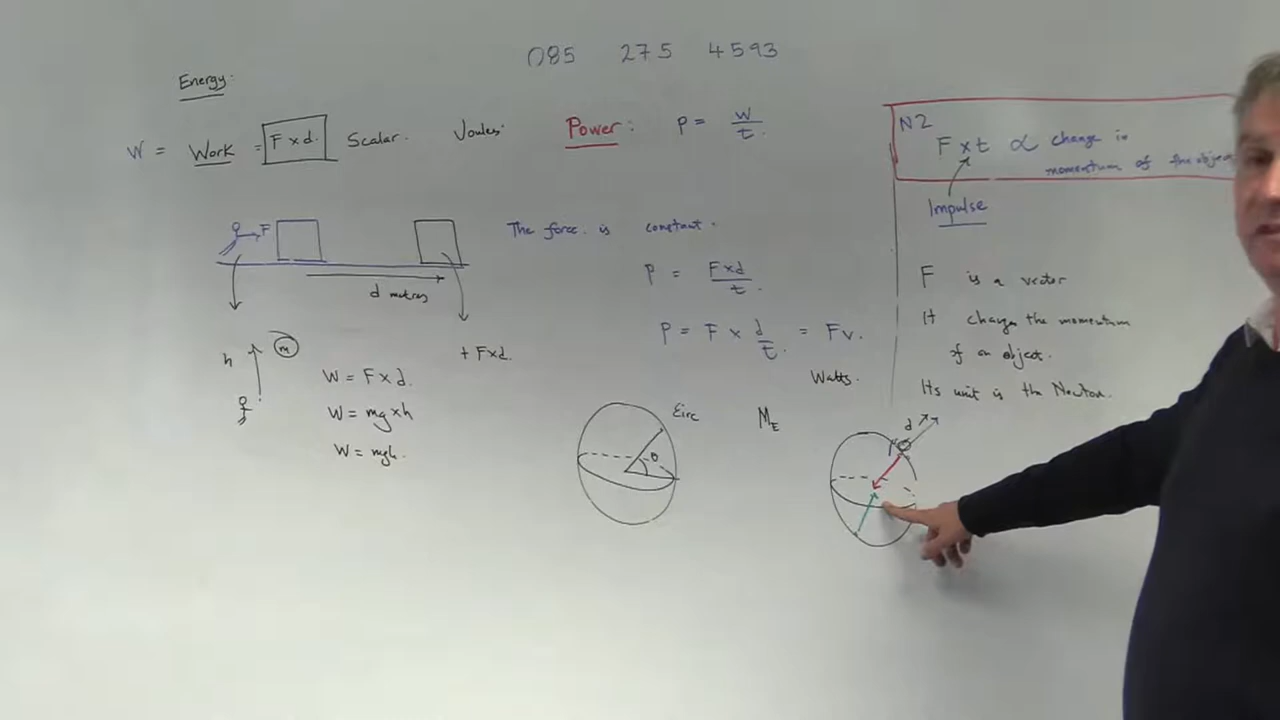 085 275 4593
Energy:
W = Work = F x d. Scalar. Joules:
Power: P = W/t.
N2
F x t ∝ change in
momentum of the object
Impulse
F
The force is constant.
d metres
P = F x d/t.
F is a vector
It changes the momentum
of an object.
P = F x d/t. = Fv.
Watts.
Its unit is the Newton.
h m
+ F x d.
W = F x d.
W = mg x h
W = mgh.
Eirc
θ
M_E
d